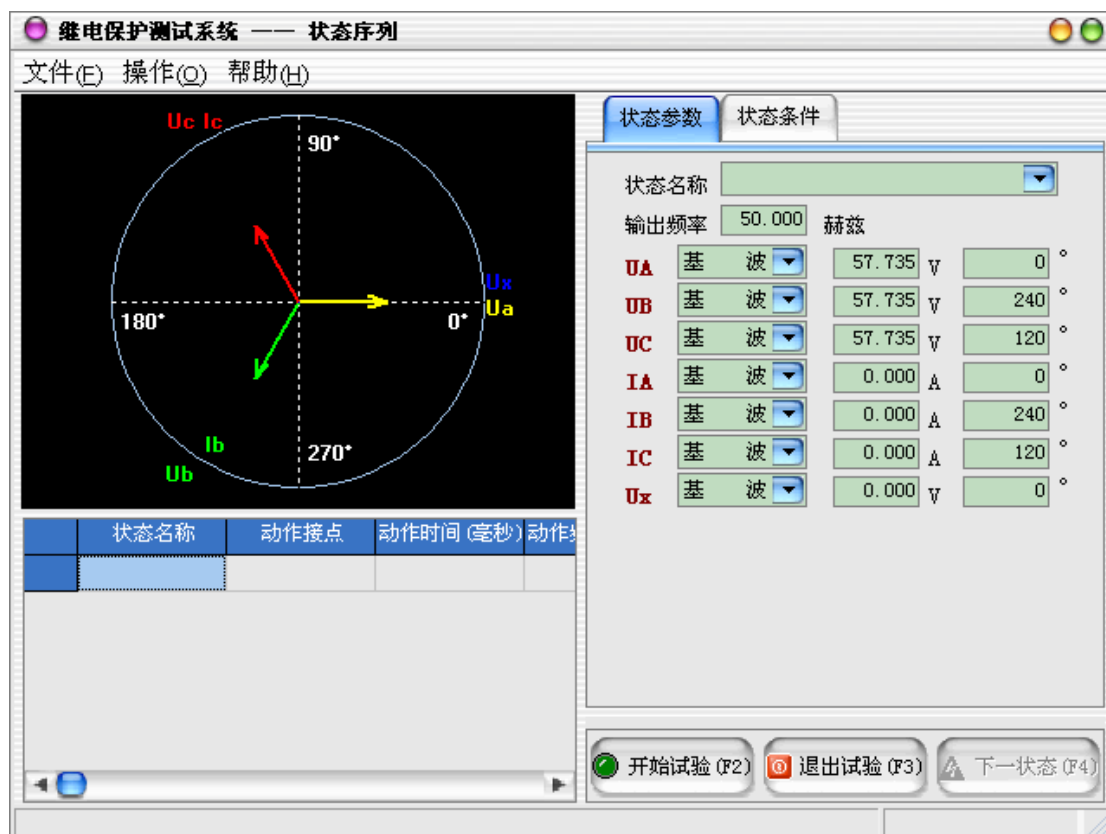 继电保护测试系统 —— 状态序列
文件(F) 操作(O) 帮助(H)
Uc Ic
90°
Ux
Ua
180°
0°
Ib
270°
Ub
状态名称 动作接点 动作时间(毫秒)
状态参数 状态条件
状态名称
输出频率 50.000 赫兹
UA 基 波 57.735 V 0 °
UB 基 波 57.735 V 240 °
UC 基 波 57.735 V 120 °
IA 基 波 0.000 A 0 °
IB 基 波 0.000 A 240 °
IC 基 波 0.000 A 120 °
Ux 基 波 0.000 V 0 °
开始试验(F2) 退出试验(F3) 下一状态(F4)